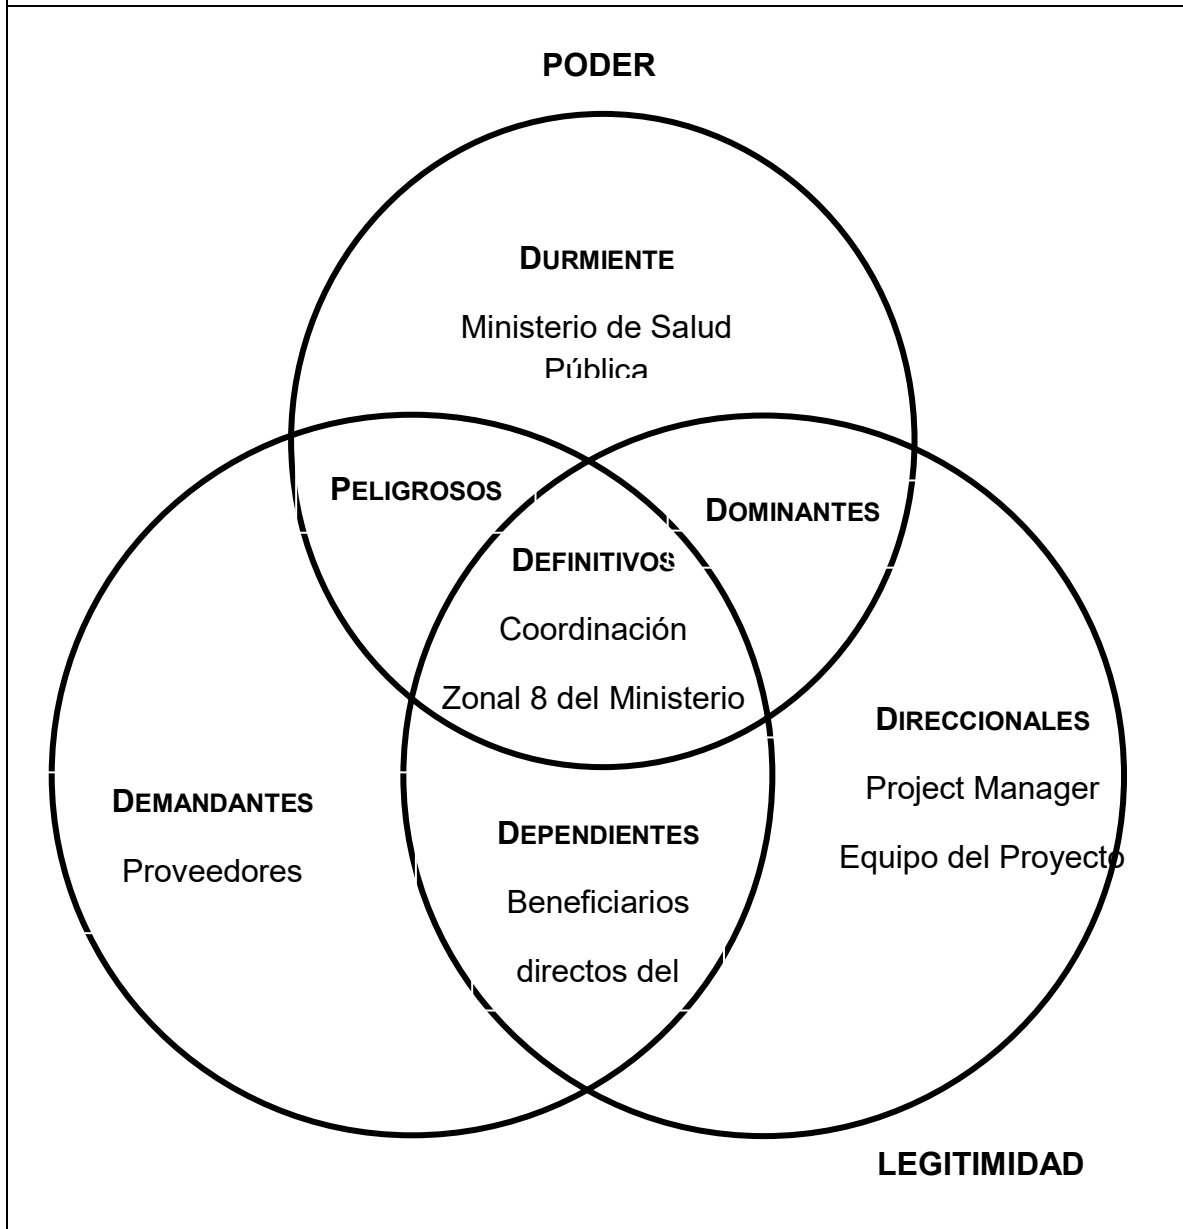 PODER
DURMIENTE
Ministerio de Salud
Pública
PELIGROSOS
DOMINANTES
DEFINITIVOS
Coordinación
Zonal 8 del Ministerio
DIRECCIONALES
Project Manager
Equipo del Proyecto
DEMANDANTES
Proveedores
DEPENDIENTES
Beneficiarios
directos del
LEGITIMIDAD